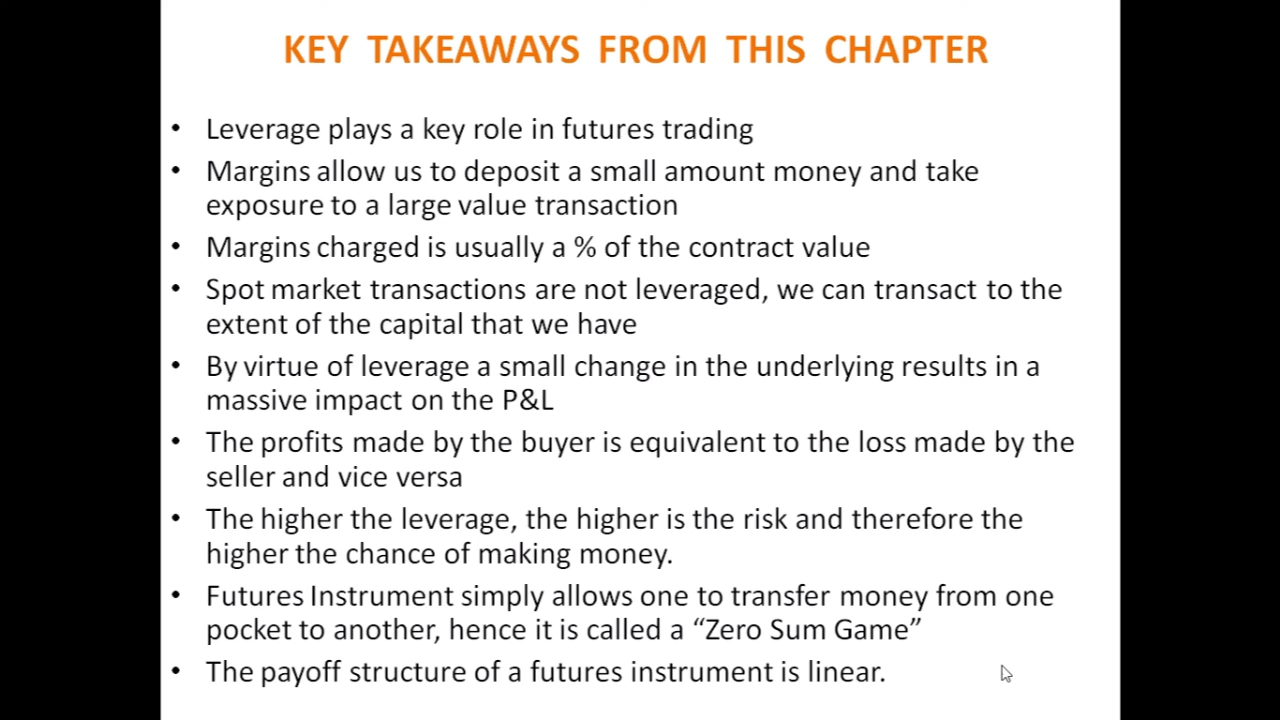 KEY TAKEAWAYS FROM THIS CHAPTER
• Leverage plays a key role in futures trading
• Margins allow us to deposit a small amount money and take
exposure to a large value transaction
• Margins charged is usually a % of the contract value
• Spot market transactions are not leveraged, we can transact to the
extent of the capital that we have
• By virtue of leverage a small change in the underlying results in a
massive impact on the P&L
• The profits made by the buyer is equivalent to the loss made by the
seller and vice versa
• The higher the leverage, the higher is the risk and therefore the
higher the chance of making money.
• Futures Instrument simply allows one to transfer money from one
pocket to another, hence it is called a “Zero Sum Game”
• The payoff structure of a futures instrument is linear.